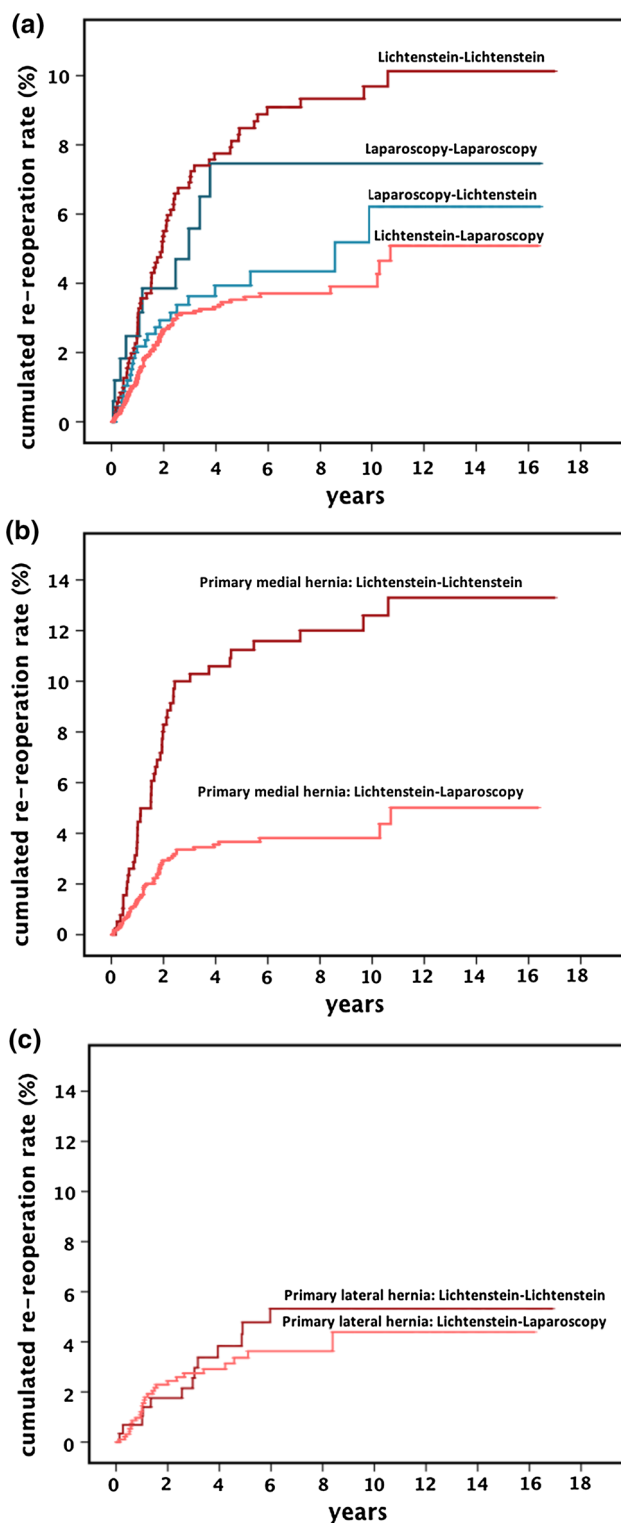 (a)
cumulated re-reoperation rate (%)
10
8
6
4
2
0
Lichtenstein-Lichtenstein
Laparoscopy-Laparoscopy
Laparoscopy-Lichtenstein
Lichtenstein-Laparoscopy
0 2 4 6 8 10 12 14 16 18
years
(b)
cumulated re-reoperation rate (%)
14
12
10
8
6
4
2
0
Primary medial hernia: Lichtenstein-Lichtenstein
Primary medial hernia: Lichtenstein-Laparoscopy
0 2 4 6 8 10 12 14 16 18
years
(c)
cumulated re-reoperation rate (%)
14
12
10
8
6
4
2
0
Primary lateral hernia: Lichtenstein-Lichtenstein
Primary lateral hernia: Lichtenstein-Laparoscopy
0 2 4 6 8 10 12 14 16 18
years